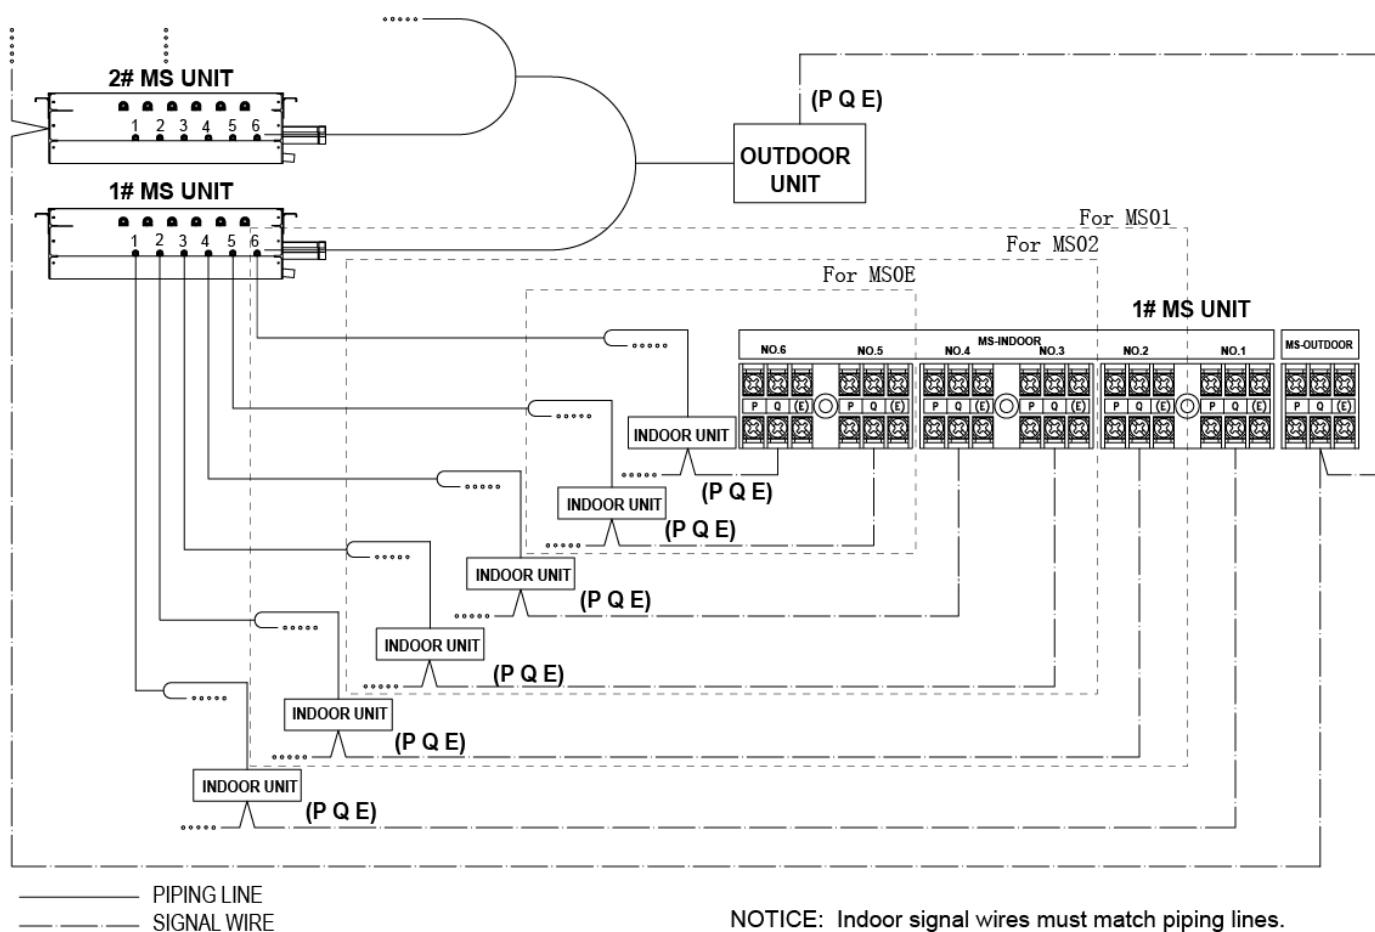 2# MS UNIT
1 2 3 4 5 6
(P Q E)
OUTDOOR
UNIT
1# MS UNIT
1 2 3 4 5 6
For MS01
For MS02
For MS0E
1# MS UNIT
MS-INDOOR
NO.6 NO.5 NO.4 NO.3 NO.2 NO.1
MS-OUTDOOR
P Q (E) P Q (E) P Q (E) P Q (E) P Q (E) P Q (E) P Q (E)
INDOOR UNIT
(P Q E)
INDOOR UNIT
(P Q E)
INDOOR UNIT
(P Q E)
INDOOR UNIT
(P Q E)
INDOOR UNIT
(P Q E)
INDOOR UNIT
(P Q E)
PIPING LINE
SIGNAL WIRE
NOTICE: Indoor signal wires must match piping lines.